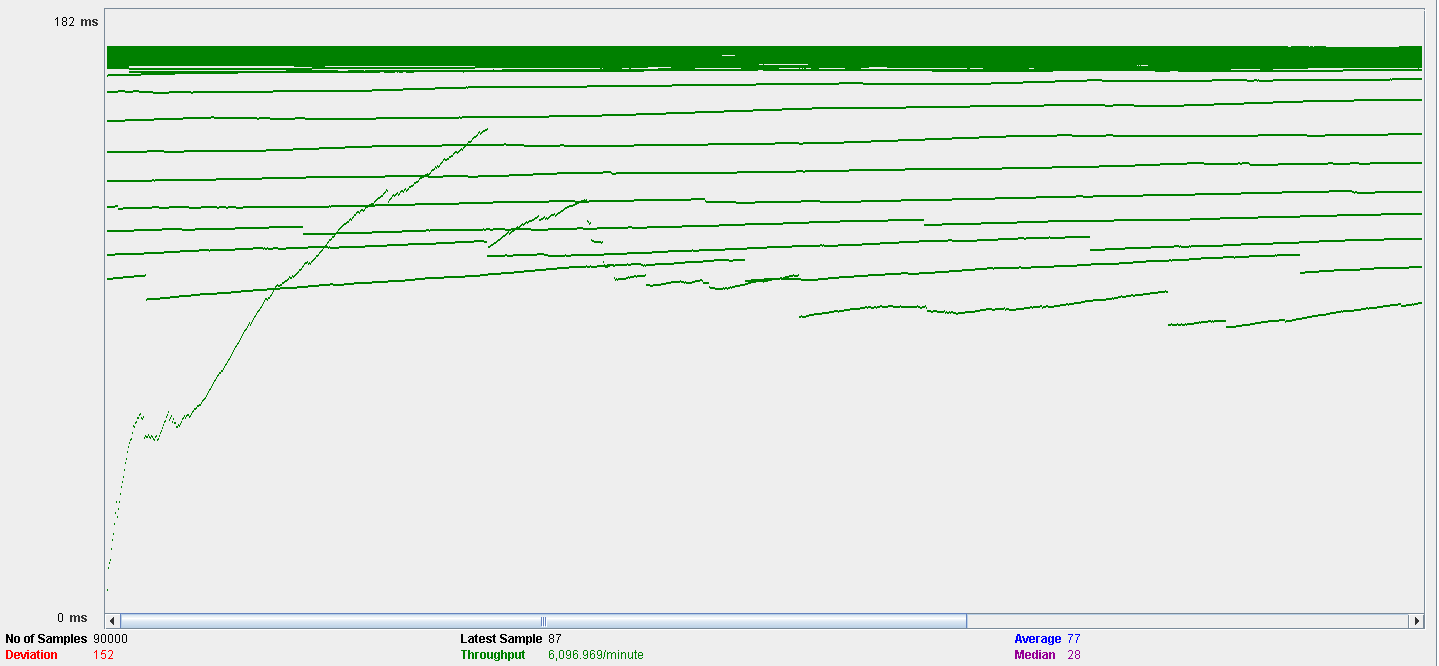 182 ms
0 ms
No of Samples 90000 Latest Sample 87 Average 77
Deviation 152 Throughput 6,096.969/minute Median 28